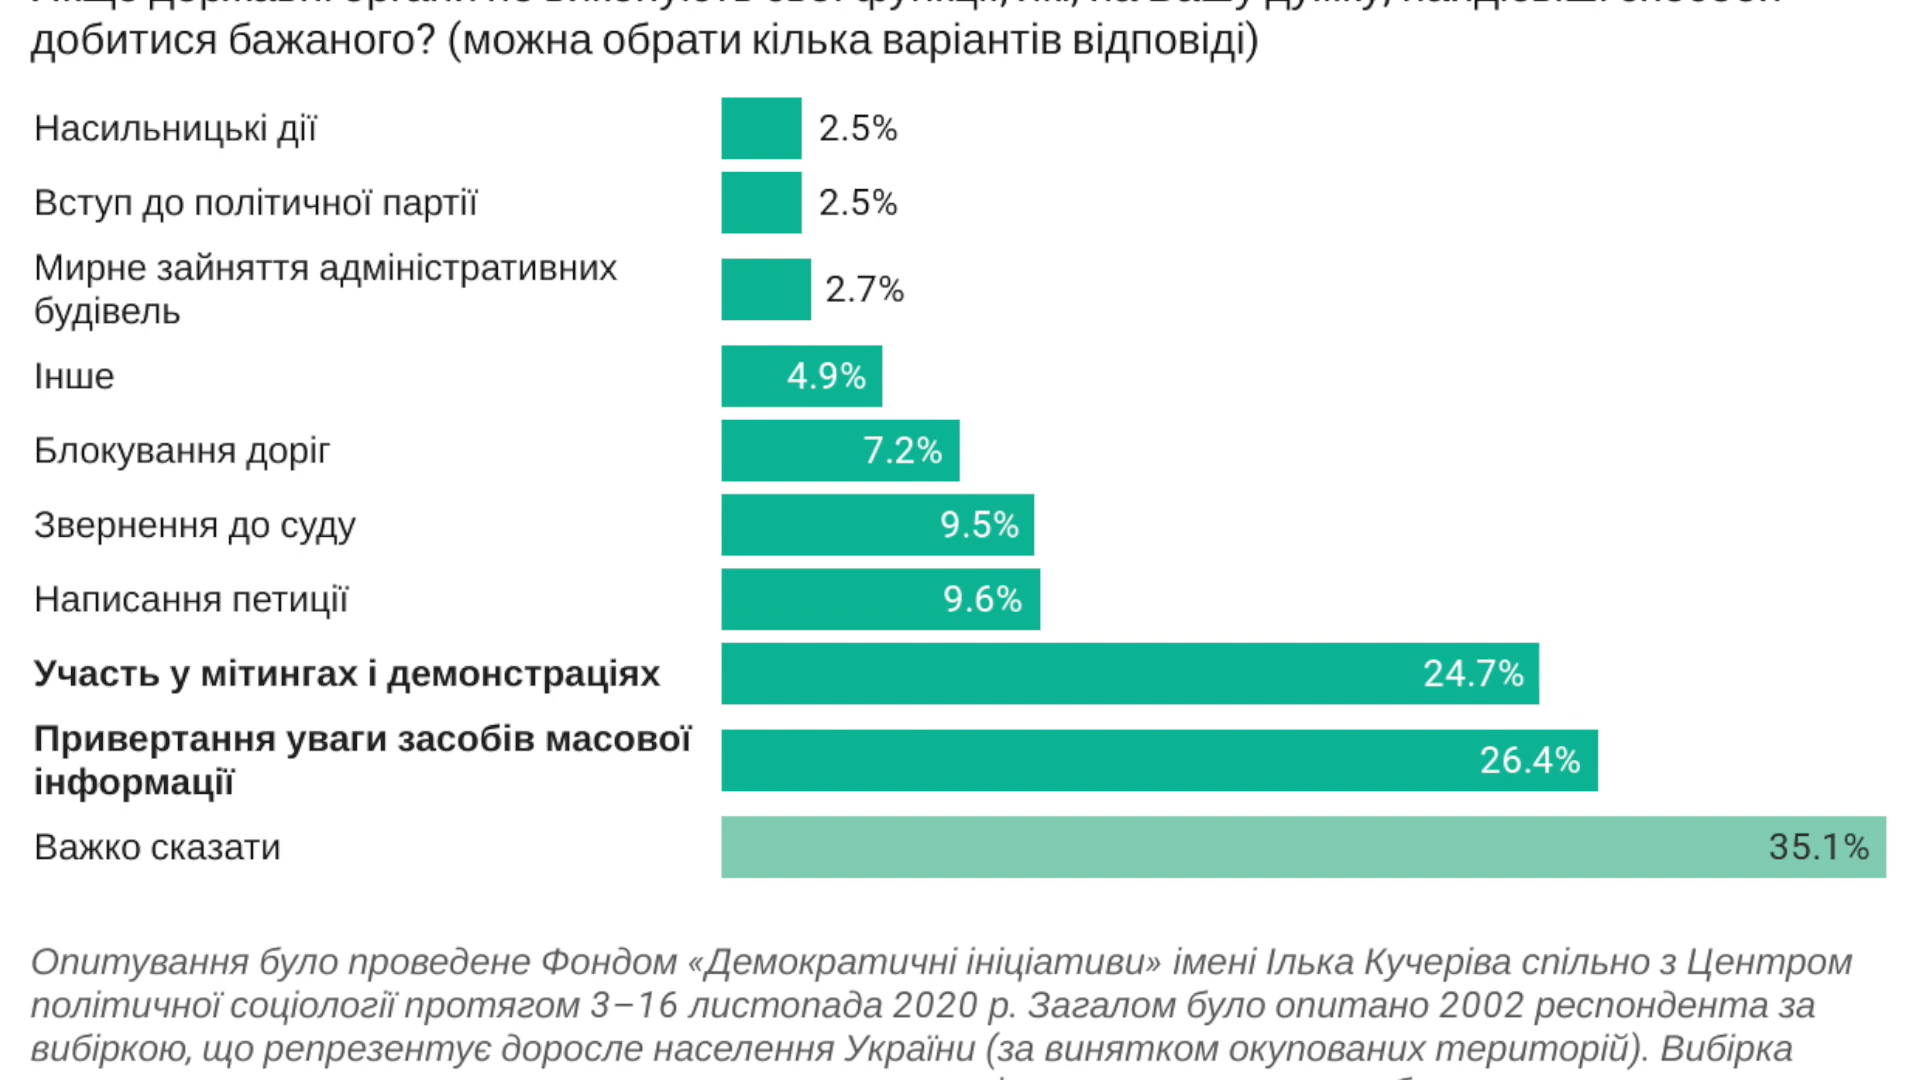 добитися бажаного? (можна обрати кілька варіантів відповіді)
Насильницькі дії 2.5%
Вступ до політичної партії 2.5%
Мирне зайняття адміністративних
будівель 2.7%
Інше 4.9%
Блокування доріг 7.2%
Звернення до суду 9.5%
Написання петиції 9.6%
Участь у мітингах і демонстраціях 24.7%
Привертання уваги засобів масової
інформації 26.4%
Важко сказати 35.1%
Опитування було проведене Фондом «Демократичні ініціативи» імені Ілька Кучеріва спільно з Центром
політичної соціології протягом 3–16 листопада 2020 р. Загалом було опитано 2002 респондента за
вибіркою, що репрезентує доросле населення України (за винятком окупованих територій). Вибірка